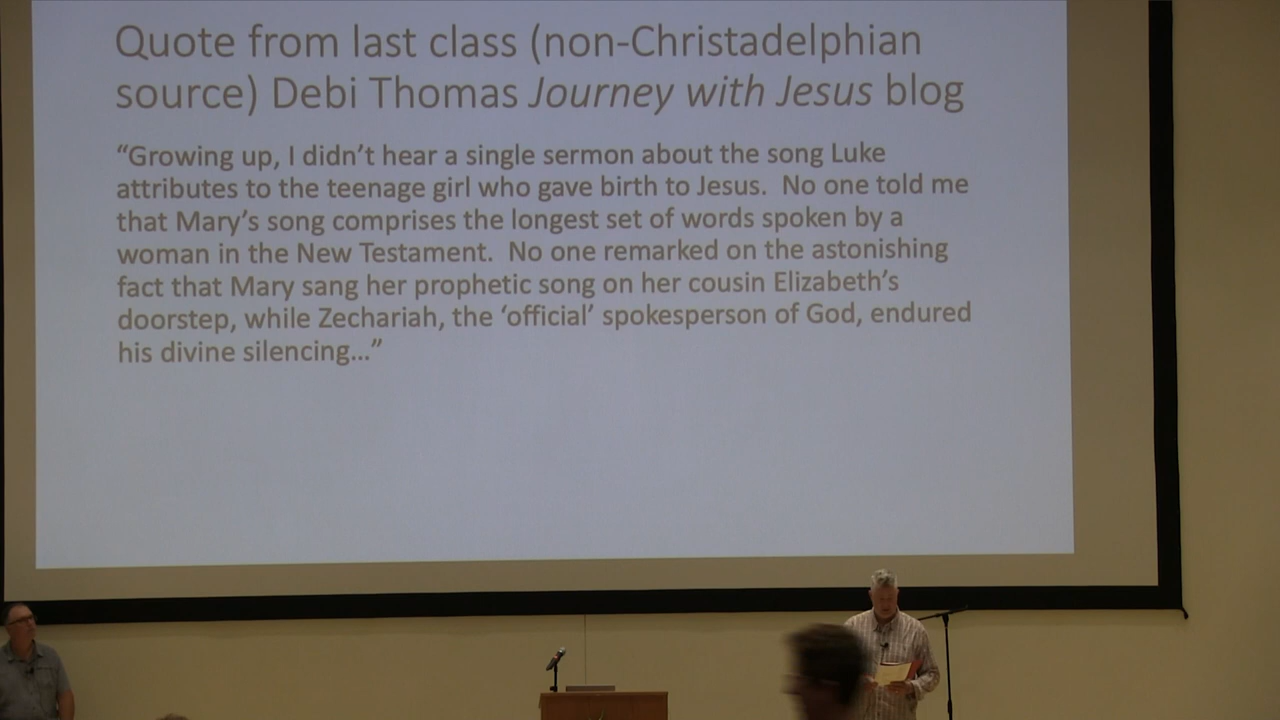 Quote from last class (non-Christadelphian
source) Debi Thomas Journey with Jesus blog
“Growing up, I didn’t hear a single sermon about the song Luke
attributes to the teenage girl who gave birth to Jesus.  No one told me
that Mary’s song comprises the longest set of words spoken by a
woman in the New Testament.  No one remarked on the astonishing
fact that Mary sang her prophetic song on her cousin Elizabeth’s
doorstep, while Zechariah, the ‘official’ spokesperson of God, endured
his divine silencing…”